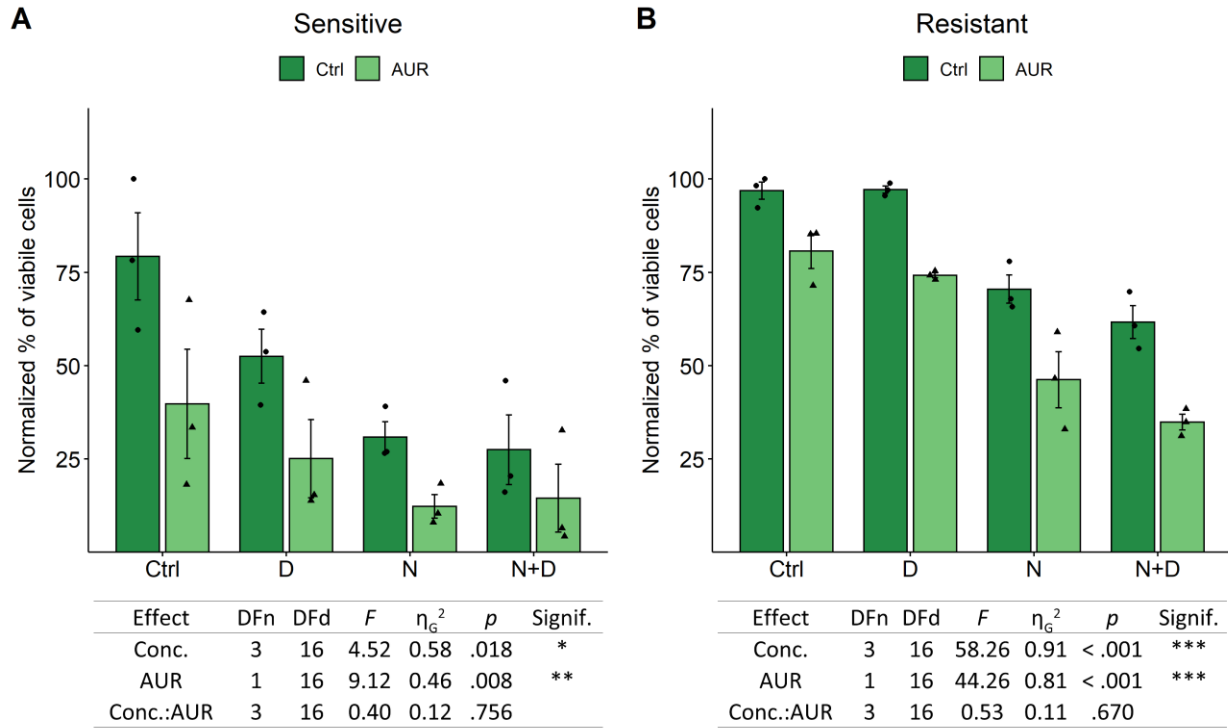 A Sensitive
Ctrl AUR
Normalized % of viabile cells
100
75
50
25
Ctrl D N N+D
Effect DFn DFd F ηG² p Signif.
Conc. 3 16 4.52 0.58 .018 *
AUR 1 16 9.12 0.46 .008 **
Conc.:AUR 3 16 0.40 0.12 .756
B Resistant
Ctrl AUR
Normalized % of viabile cells
100
75
50
25
Ctrl D N N+D
Effect DFn DFd F ηG² p Signif.
Conc. 3 16 58.26 0.91 < .001 ***
AUR 1 16 44.26 0.81 < .001 ***
Conc.:AUR 3 16 0.53 0.11 .670